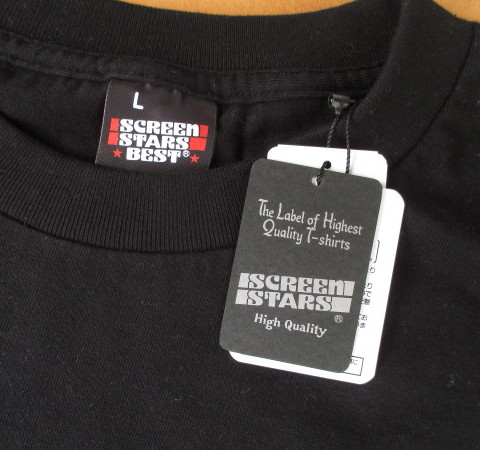 L
SCREEN
STARS
BEST®
The Label of Highest
Quality T-shirts
SCREEN
STARS
®
High Quality